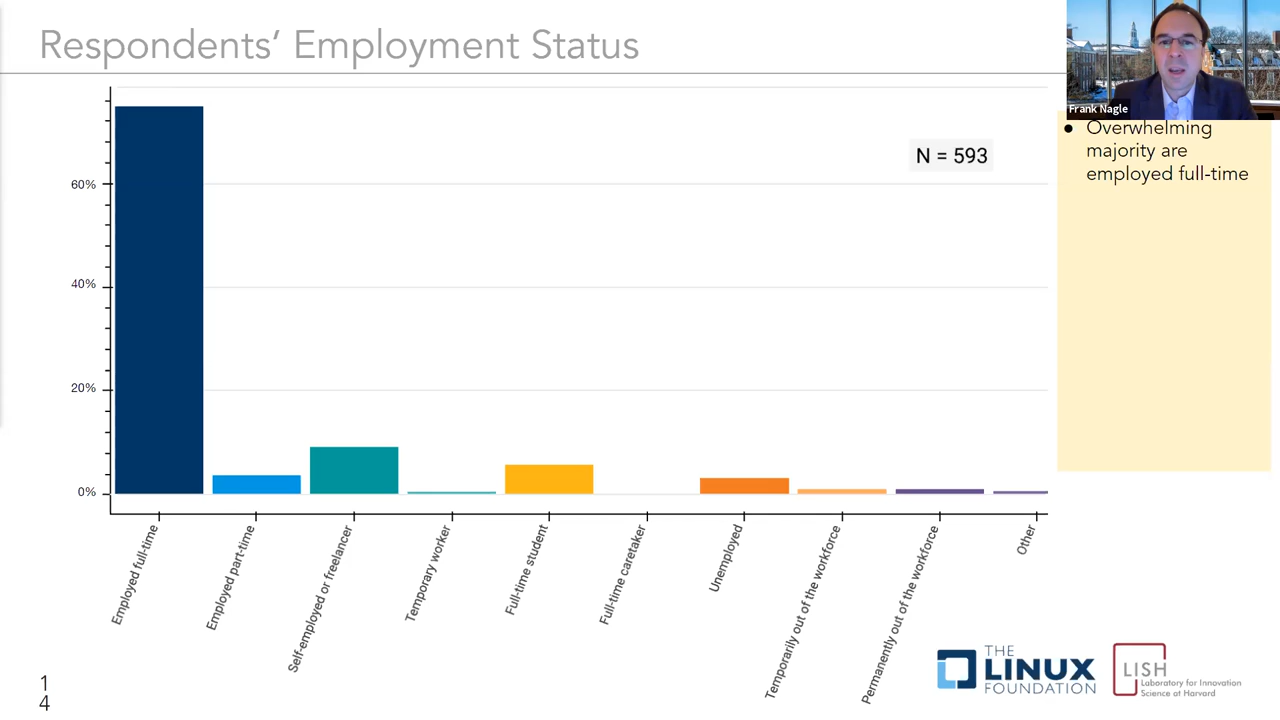 Respondents' Employment Status
Frank Nagle
N = 593
● Overwhelming
majority are
employed full-time
60%
40%
20%
0%
Employed full-time
Employed part-time
Self-employed or freelancer
Temporary worker
Full-time student
Full-time caretaker
Unemployed
Temporarily out of the workforce
Permanently out of the workforce
Other
1
4
THE
LINUX
FOUNDATION
LISH
Laboratory for Innovation
Science at Harvard